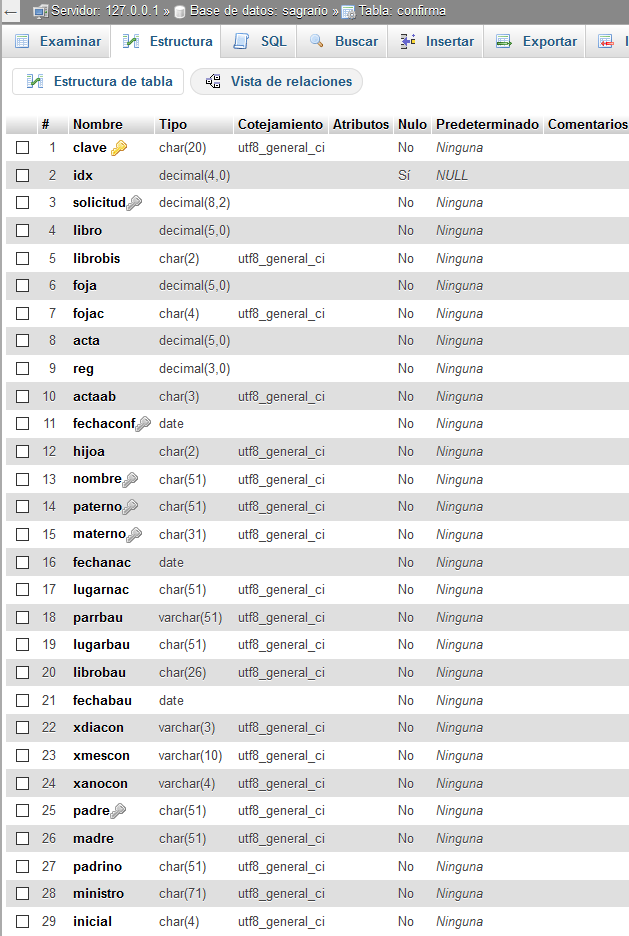 Servidor: 127.0.0.1 » Base de datos: sagrario » Tabla: confirma
Examinar Estructura SQL Buscar Insertar Exportar
Estructura de tabla Vista de relaciones
# Nombre Tipo Cotejamiento Atributos Nulo Predeterminado Comentarios
1 clave char(20) utf8_general_ci No Ninguna
2 idx decimal(4,0) Sí NULL
3 solicitud decimal(8,2) No Ninguna
4 libro decimal(5,0) No Ninguna
5 librobis char(2) utf8_general_ci No Ninguna
6 foja decimal(5,0) No Ninguna
7 fojac char(4) utf8_general_ci No Ninguna
8 acta decimal(5,0) No Ninguna
9 reg decimal(3,0) No Ninguna
10 actaab char(3) utf8_general_ci No Ninguna
11 fechaconf date No Ninguna
12 hijoa char(2) utf8_general_ci No Ninguna
13 nombre char(51) utf8_general_ci No Ninguna
14 paterno char(51) utf8_general_ci No Ninguna
15 materno char(31) utf8_general_ci No Ninguna
16 fechanac date No Ninguna
17 lugarnac char(51) utf8_general_ci No Ninguna
18 parrbau varchar(51) utf8_general_ci No Ninguna
19 lugarbau char(51) utf8_general_ci No Ninguna
20 librobau char(26) utf8_general_ci No Ninguna
21 fechabau date No Ninguna
22 xdiacon varchar(3) utf8_general_ci No Ninguna
23 xmescon varchar(10) utf8_general_ci No Ninguna
24 xanocon varchar(4) utf8_general_ci No Ninguna
25 padre char(51) utf8_general_ci No Ninguna
26 madre char(51) utf8_general_ci No Ninguna
27 padrino char(51) utf8_general_ci No Ninguna
28 ministro char(71) utf8_general_ci No Ninguna
29 inicial char(4) utf8_general_ci No Ninguna